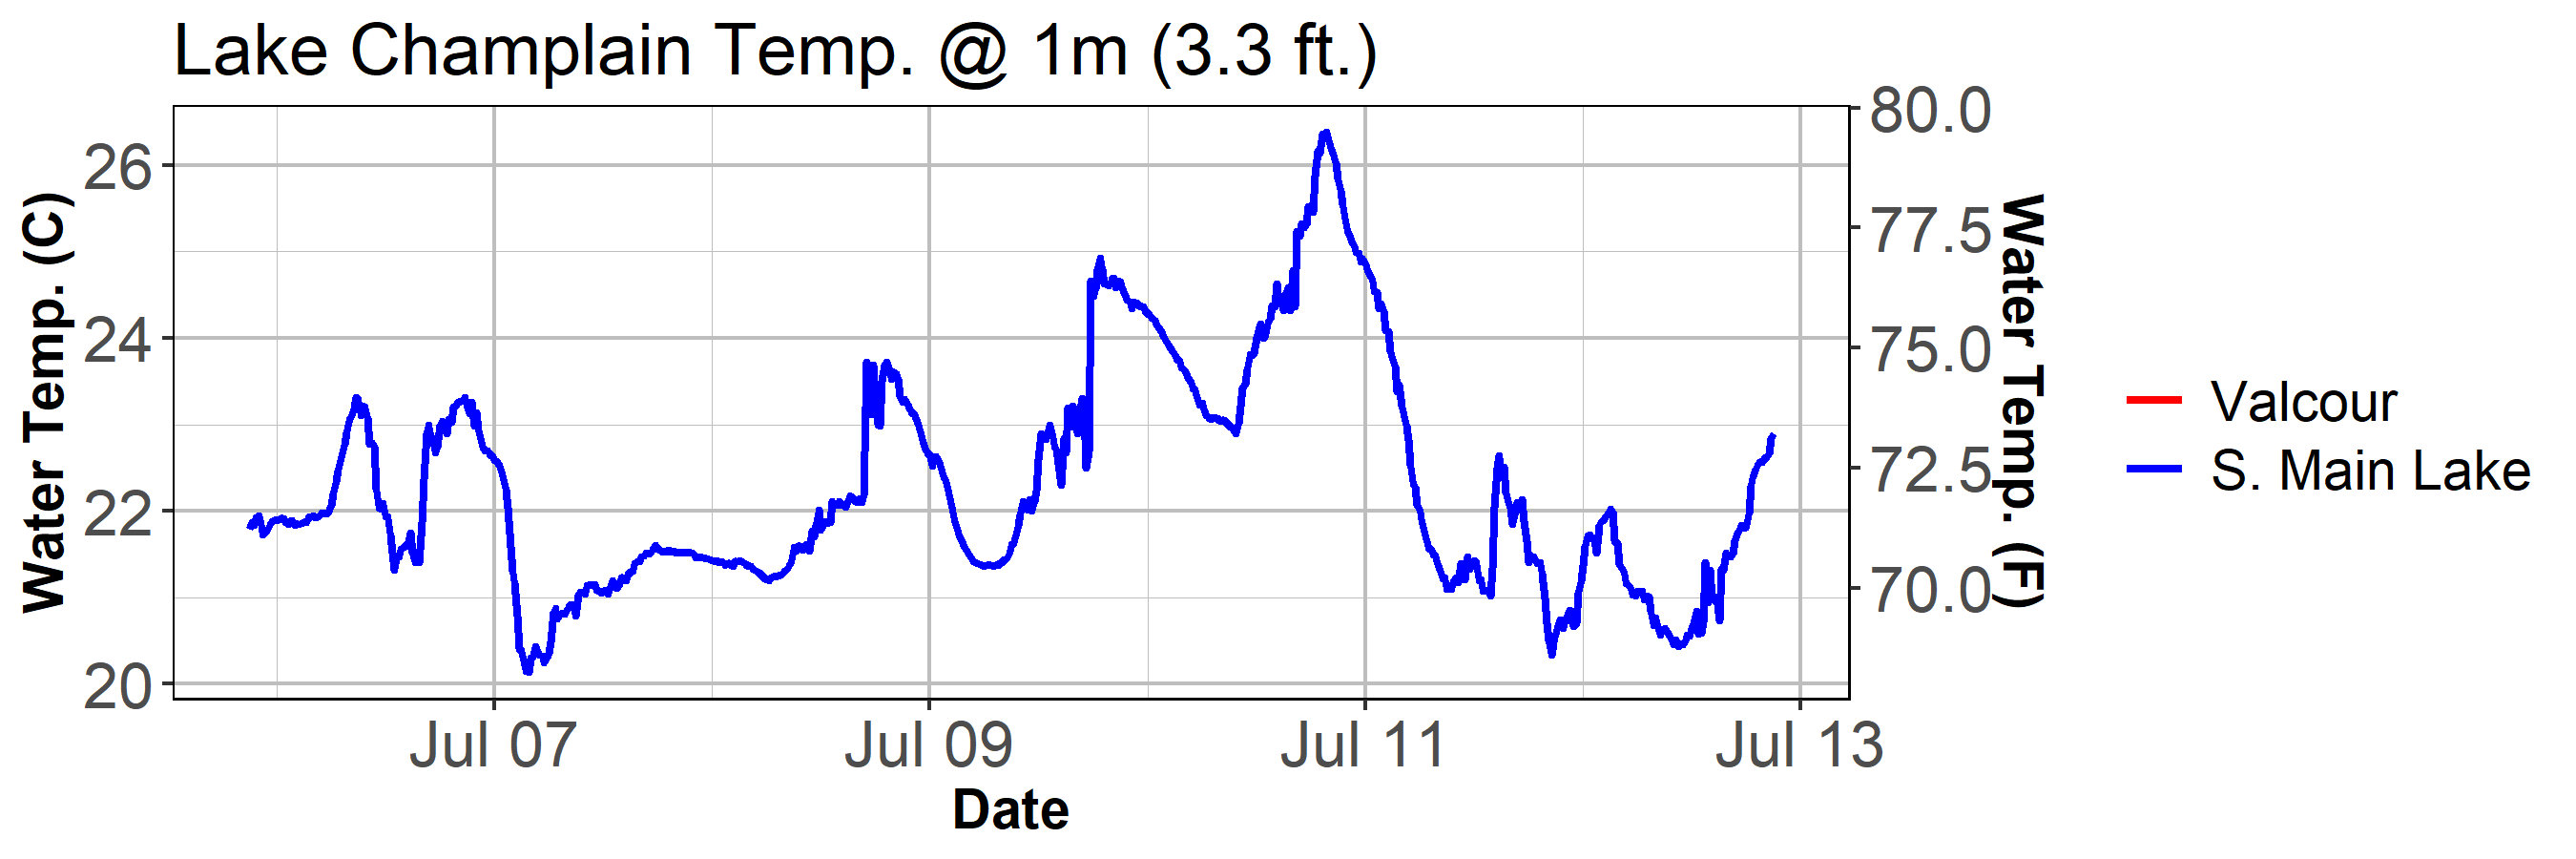 Lake Champlain Temp. @ 1m (3.3 ft.)
Water Temp. (C)
26
24
22
20
80.0
77.5
75.0
72.5
70.0
Water Temp. (F)
Jul 07
Jul 09
Jul 11
Jul 13
Date
Valcour
S. Main Lake